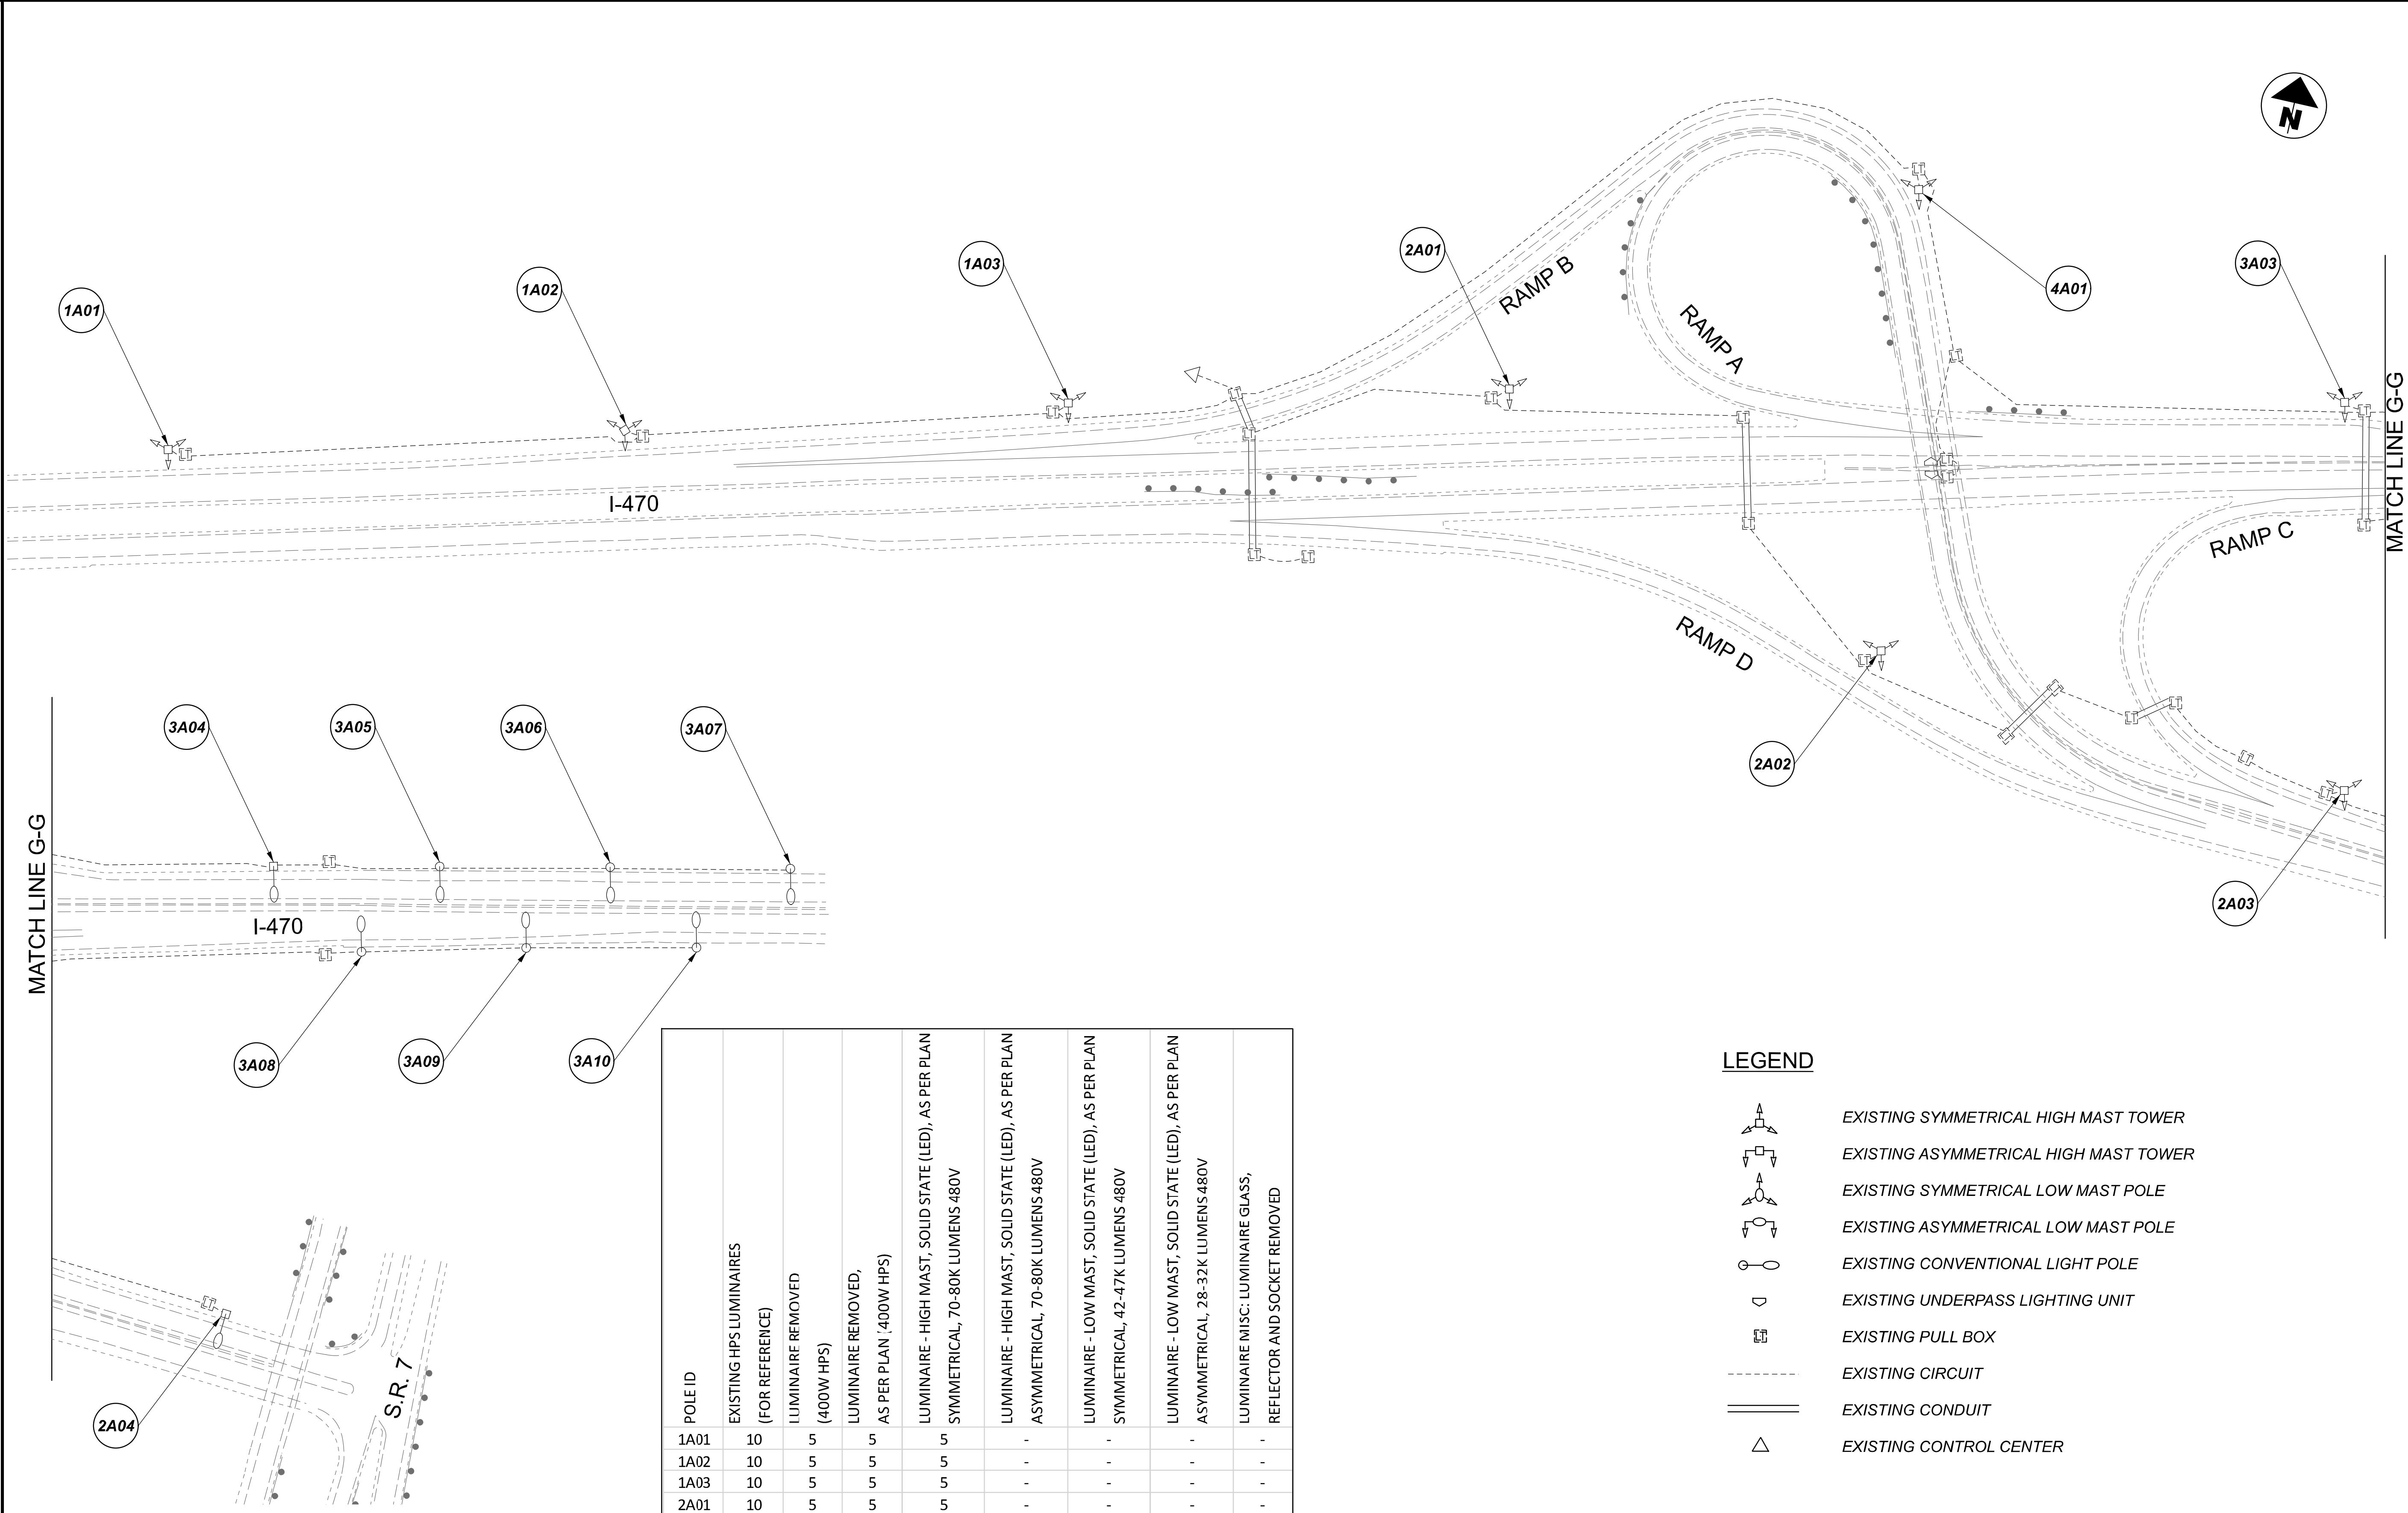 N
1A01
1A02
1A03
2A01
4A01
3A03
RAMP B
RAMP A
I-470
RAMP C
RAMP D
MATCH LINE G-G
2A02
2A03
3A04
3A05
3A06
3A07
MATCH LINE G-G
I-470
3A08
3A09
3A10
S.R. 7
2A04
POLE ID
EXISTING HPS LUMINAIRES
(FOR REFERENCE)
LUMINAIRE REMOVED
(400W HPS)
LUMINAIRE REMOVED,
AS PER PLAN (400W HPS)
LUMINAIRE - HIGH MAST, SOLID STATE (LED), AS PER PLAN
SYMMETRICAL, 70-80K LUMENS 480V
LUMINAIRE - HIGH MAST, SOLID STATE (LED), AS PER PLAN
ASYMMETRICAL, 70-80K LUMENS 480V
LUMINAIRE - LOW MAST, SOLID STATE (LED), AS PER PLAN
SYMMETRICAL, 42-47K LUMENS 480V
LUMINAIRE - LOW MAST, SOLID STATE (LED), AS PER PLAN
ASYMMETRICAL, 28-32K LUMENS 480V
LUMINAIRE MISC: LUMINAIRE GLASS,
REFLECTOR AND SOCKET REMOVED
1A01 10 5 5 5 - - - -
1A02 10 5 5 5 - - - -
1A03 10 5 5 5 - - - -
2A01 10 5 5 5 - - - -
LEGEND
EXISTING SYMMETRICAL HIGH MAST TOWER
EXISTING ASYMMETRICAL HIGH MAST TOWER
EXISTING SYMMETRICAL LOW MAST POLE
EXISTING ASYMMETRICAL LOW MAST POLE
EXISTING CONVENTIONAL LIGHT POLE
EXISTING UNDERPASS LIGHTING UNIT
EXISTING PULL BOX
EXISTING CIRCUIT
EXISTING CONDUIT
EXISTING CONTROL CENTER